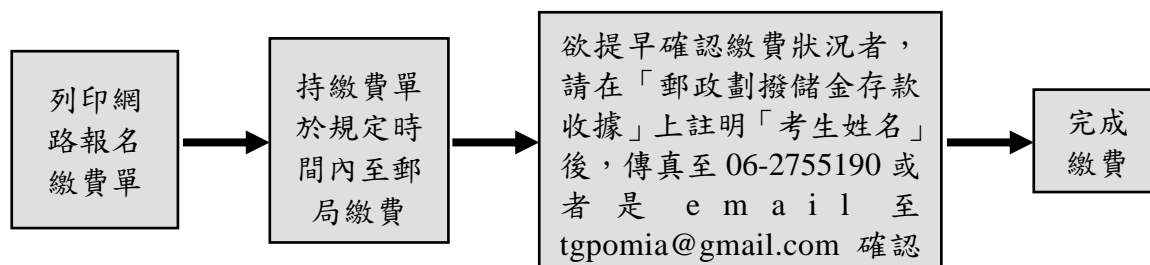 列印網
路報名
繳費單
持繳費單
於規定時
間內至郵
局繳費
欲提早確認繳費狀況者，
請在「郵政劃撥儲金存款
收據」上註明「考生姓名」
後，傳真至 06-2755190 或
者是 email 至
tgpomia@gmail.com 確認
完成
繳費